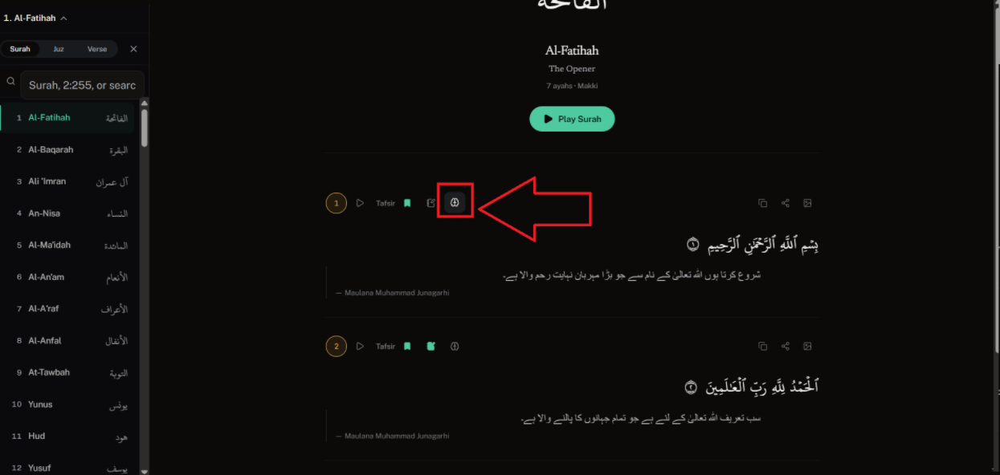 1. Al-Fatihah
Surah Juz Verse
Surah, 2:255, or searc
1 Al-Fatihah الفاتحة
2 Al-Baqarah البقرة
3 Ali 'Imran آل عمران
4 An-Nisa النساء
5 Al-Ma'idah المائدة
6 Al-An'am الأنعام
7 Al-A'raf الأعراف
8 Al-Anfal الأنفال
9 At-Tawbah التوبة
10 Yunus يونس
11 Hud هود
12 Yusuf يوسف
الفاتحة
Al-Fatihah
The Opener
7 ayahs · Makki
Play Surah
1 Tafsir
بِسْمِ ٱللَّهِ ٱلرَّحْمَٰنِ ٱلرَّحِيمِ ١
شروع کرتا ہوں اللہ تعالیٰ کے نام سے جو بڑا مہربان نہایت رحم والا ہے۔
— Maulana Muhammad Junagarhi
2 Tafsir
ٱلْحَمْدُ لِلَّهِ رَبِّ ٱلْعَٰلَمِينَ ٢
سب تعریف اللہ تعالیٰ کے لئے ہے جو تمام جہانوں کا پالنے والا ہے۔
— Maulana Muhammad Junagarhi